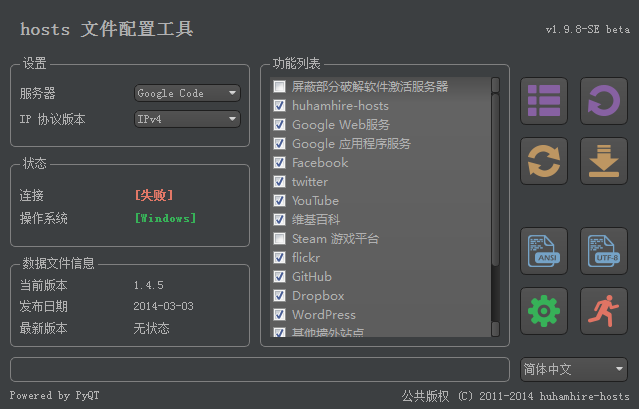 hosts 文件配置工具
v1.9.8-SE beta
设置
服务器
Google Code
IP 协议版本
IPv4
状态
连接
[失败]
操作系统
[Windows]
数据文件信息
当前版本
1.4.5
发布日期
2014-03-03
最新版本
无状态
功能列表
屏蔽部分破解软件激活服务器
huhamhire-hosts
Google Web服务
Google 应用程序服务
Facebook
twitter
YouTube
维基百科
Steam 游戏平台
flickr
GitHub
Dropbox
WordPress
其他墙外站点
ANSI
UTF-8
简体中文
Powered by PyQT
公共版权 (C) 2011-2014 huhamhire-hosts